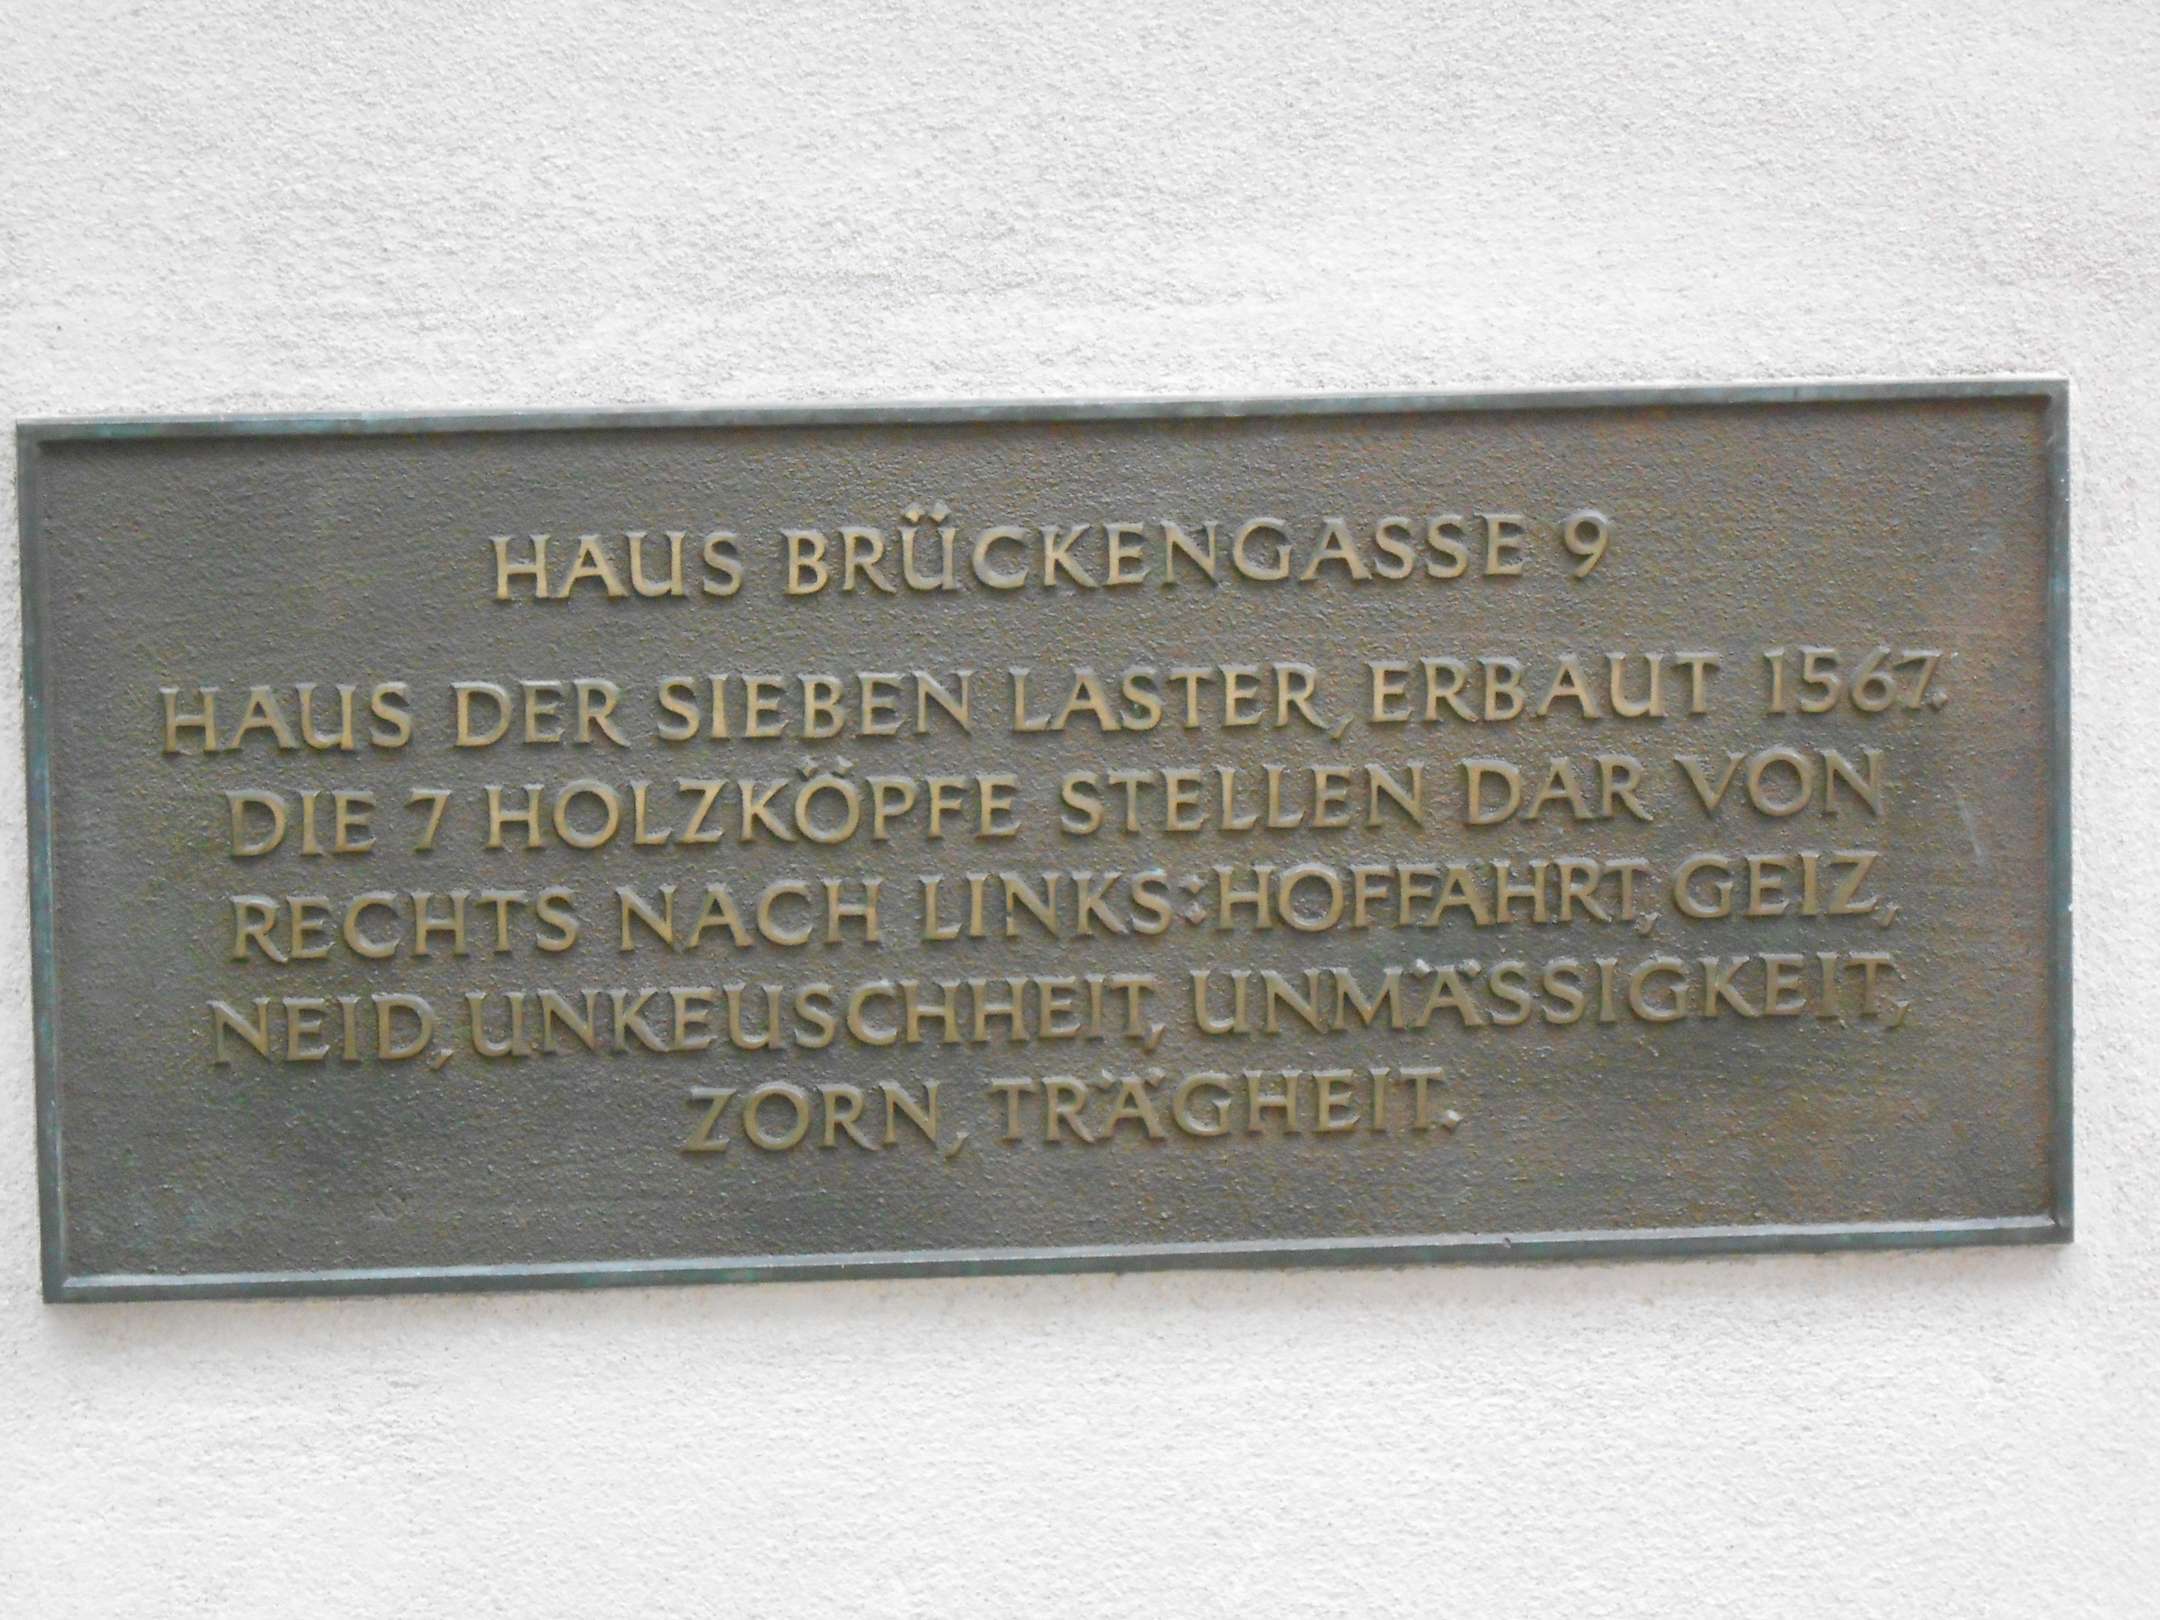 HAUS BRÜCKENGASSE 9
HAUS DER SIEBEN LASTER, ERBAUT 1567.
DIE 7 HOLZKÖPFE STELLEN DAR VON
RECHTS NACH LINKS: HOFFAHRT, GEIZ,
NEID, UNKEUSCHHEIT, UNMÄSSIGKEIT,
ZORN, TRÄGHEIT.